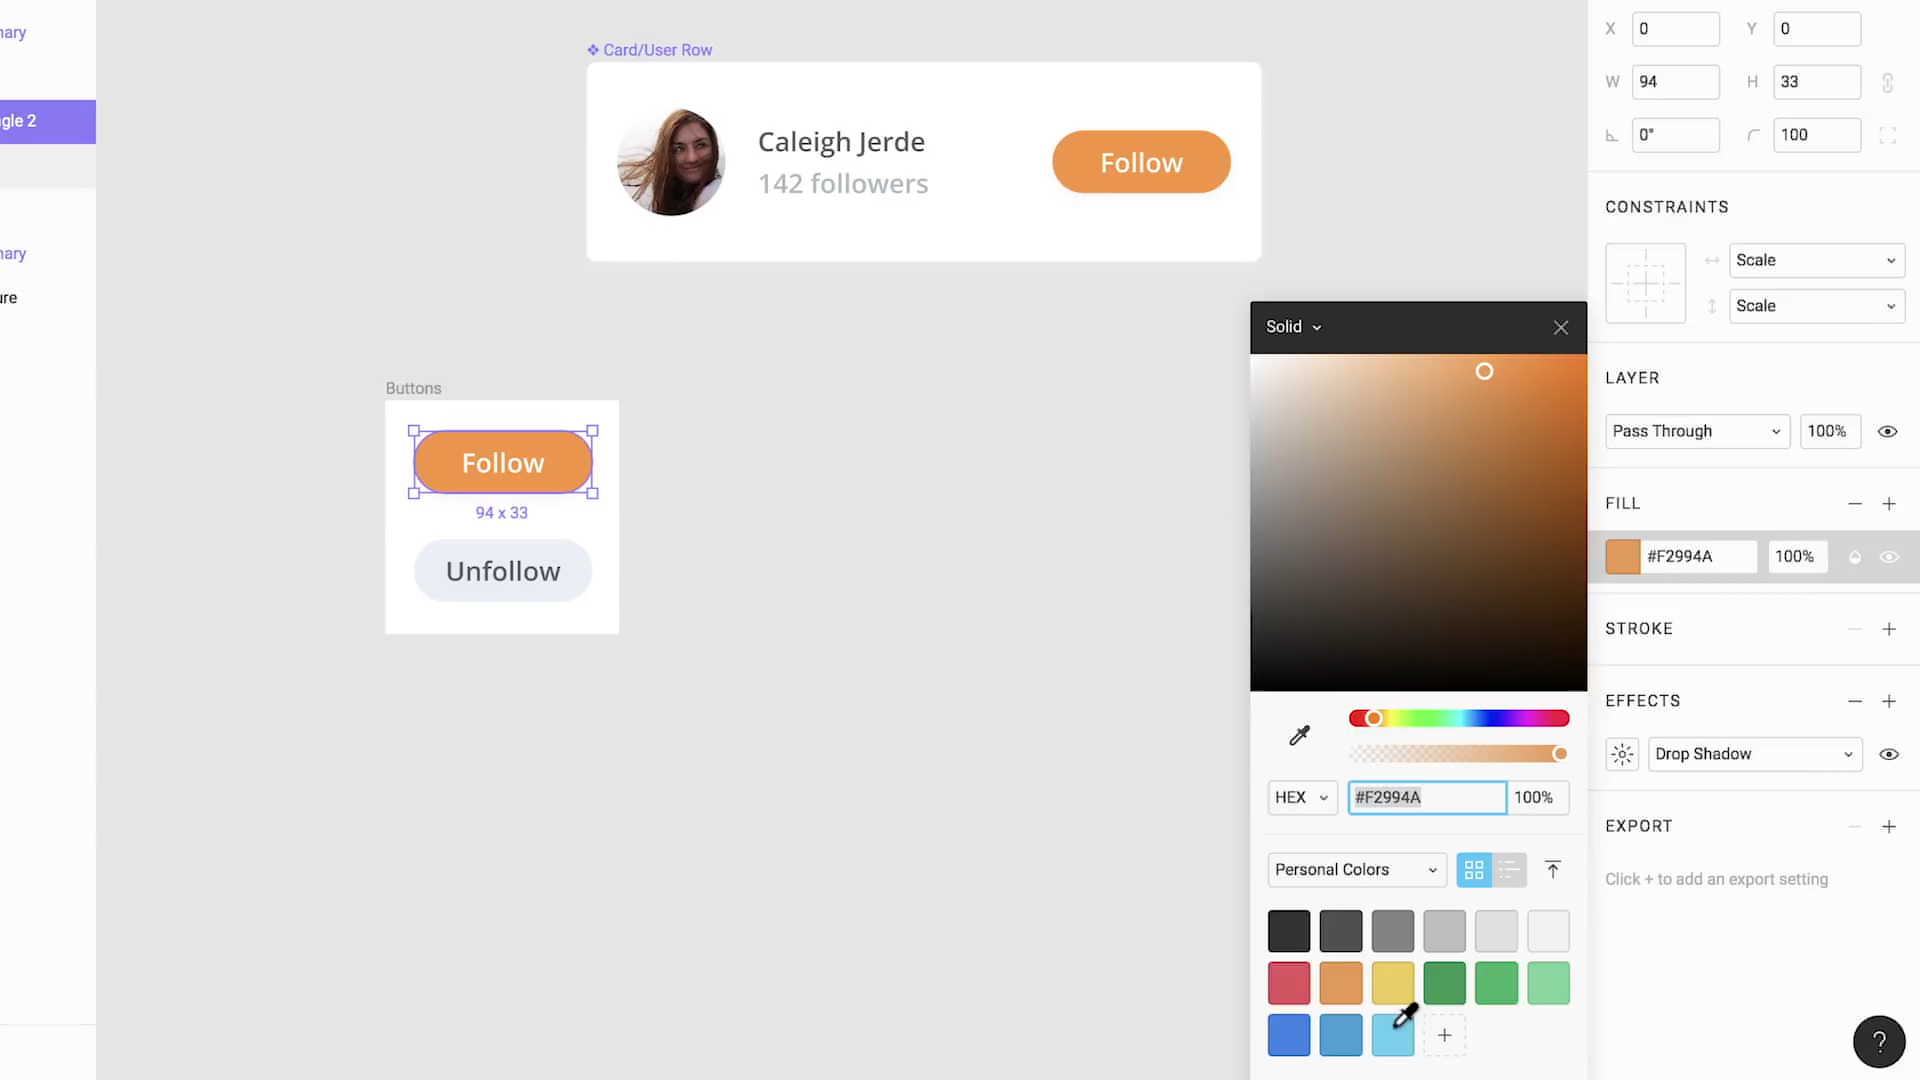 nary
gle 2
nary
ure
Card/User Row
Caleigh Jerde
142 followers
Follow
Buttons
Follow
94 x 33
Unfollow
Solid
HEX
#F2994A
100%
Personal Colors
X
0
Y
0
W
94
H
33
0°
100
CONSTRAINTS
Scale
Scale
LAYER
Pass Through
100%
FILL
#F2994A
100%
STROKE
EFFECTS
Drop Shadow
EXPORT
Click + to add an export setting
?